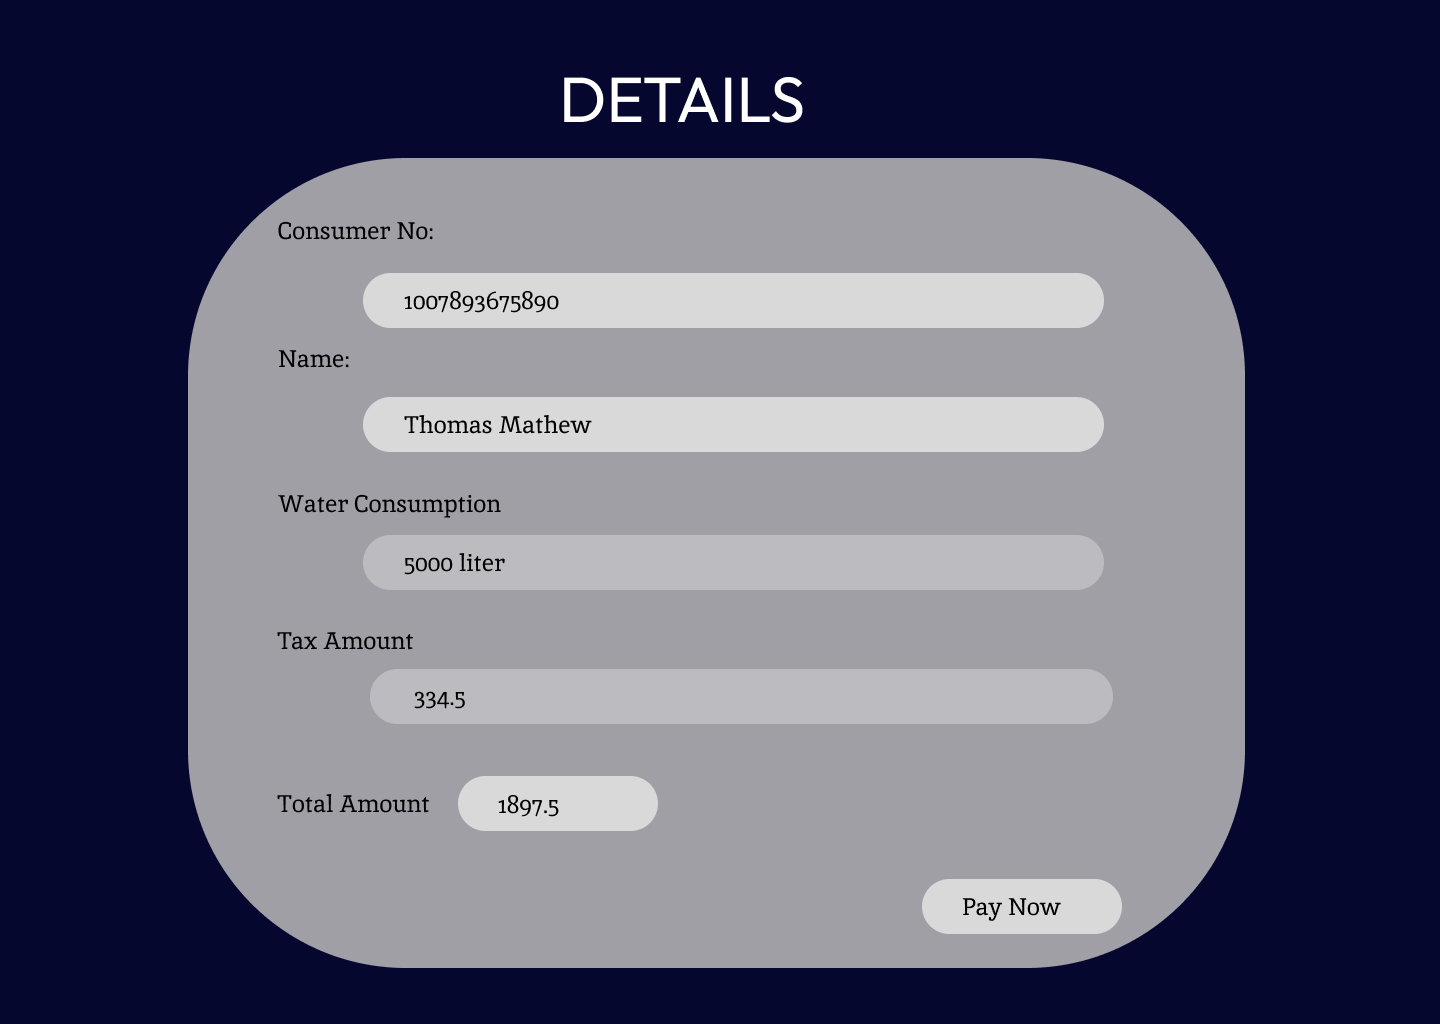 DETAILS
Consumer No:
1007893675890
Name:
Thomas Mathew
Water Consumption
5000 liter
Tax Amount
334.5
Total Amount 1897.5
Pay Now